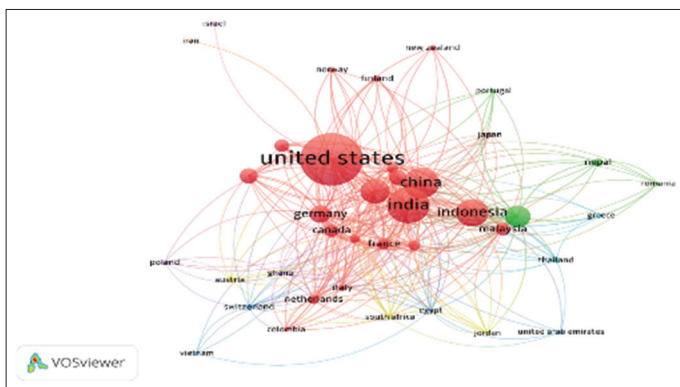 israel
iran
new zealand
norway
finland
portugal
japan
united states
nepal
china
romania
india
indonesia
germany
greece
canada
malaysia
france
thailand
poland
ghana
austria
italy
switzerland
netherlands
egypt
south africa
colombia
jordan
united arab emirates
vietnam
VOSviewer